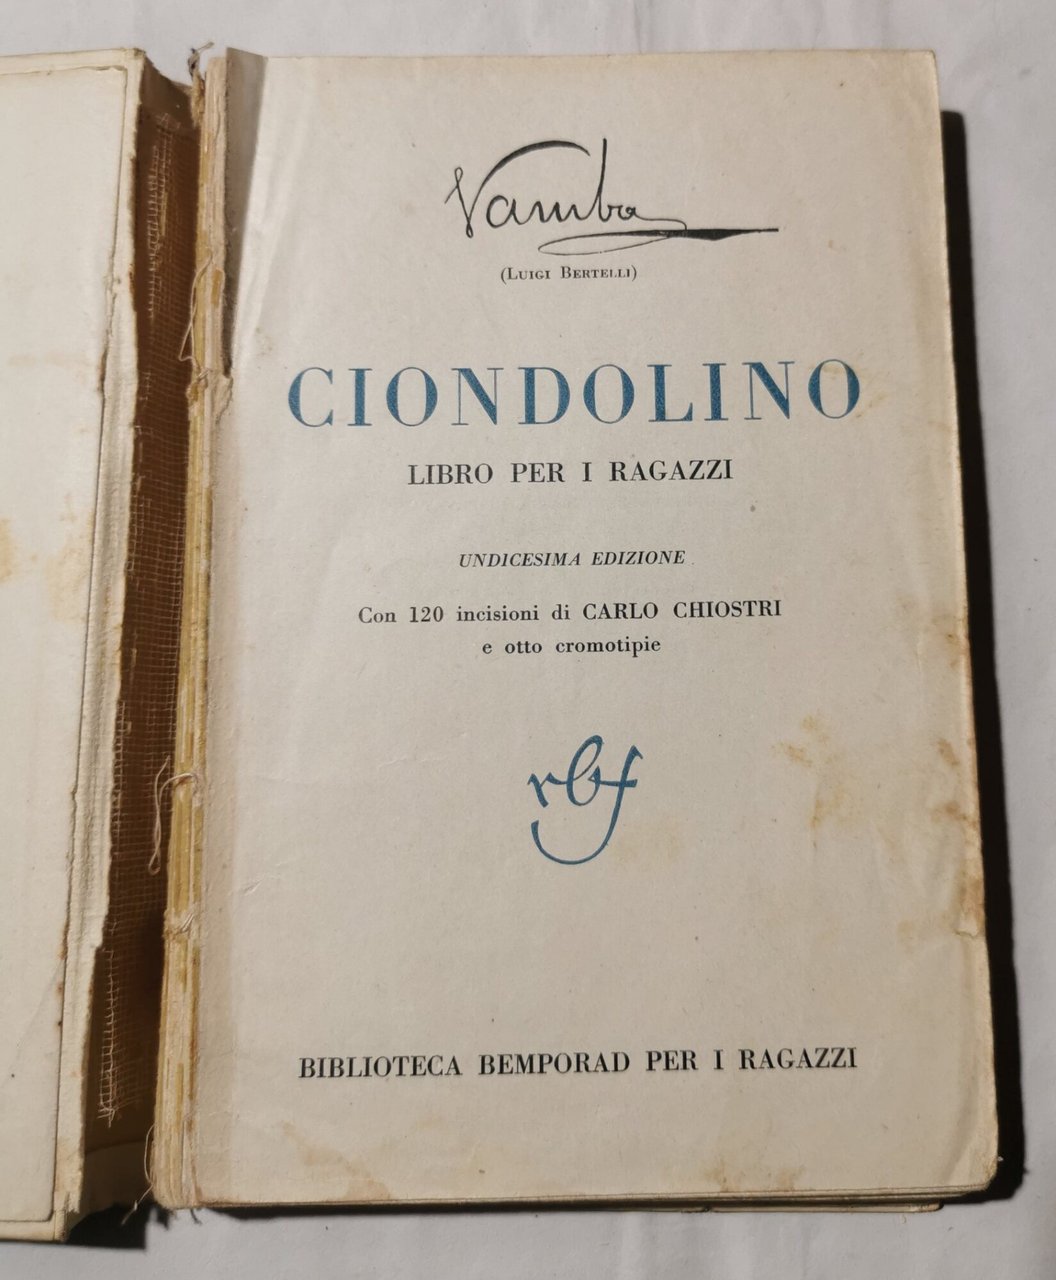 Vamba
(Luigi Bertelli)
CIONDOLINO
LIBRO PER I RAGAZZI
UNDICESIMA EDIZIONE
Con 120 incisioni di CARLO CHIOSTRI
e otto cromotipie
rbf
BIBLIOTECA BEMPORAD PER I RAGAZZI